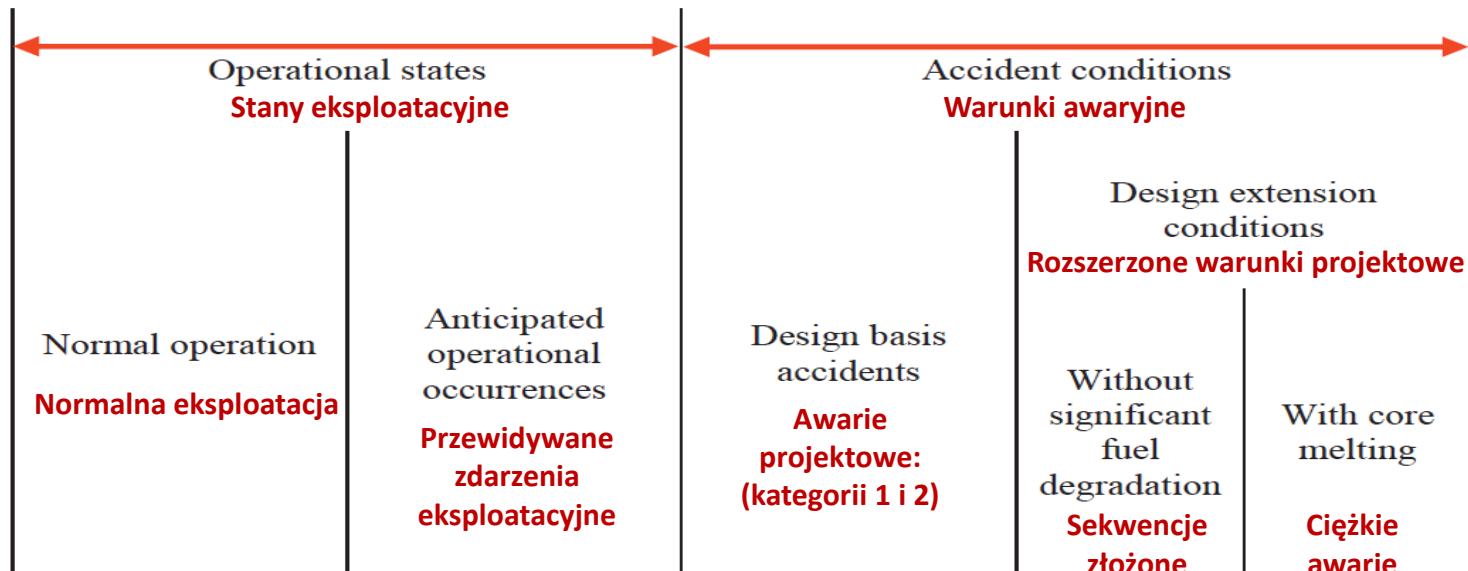 Operational states
Stany eksploatacyjne
Accident conditions
Warunki awaryjne
Design extension
conditions
Rozszerzone warunki projektowe
Normal operation
Normalna eksploatacja
Anticipated
operational
occurrences
Przewidywane
zdarzenia
eksploatacyjne
Design basis
accidents
Awarie
projektowe:
(kategorii 1 i 2)
Without
significant
fuel
degradation
Sekwencje
złożone
With core
melting
Ciężkie
awarie